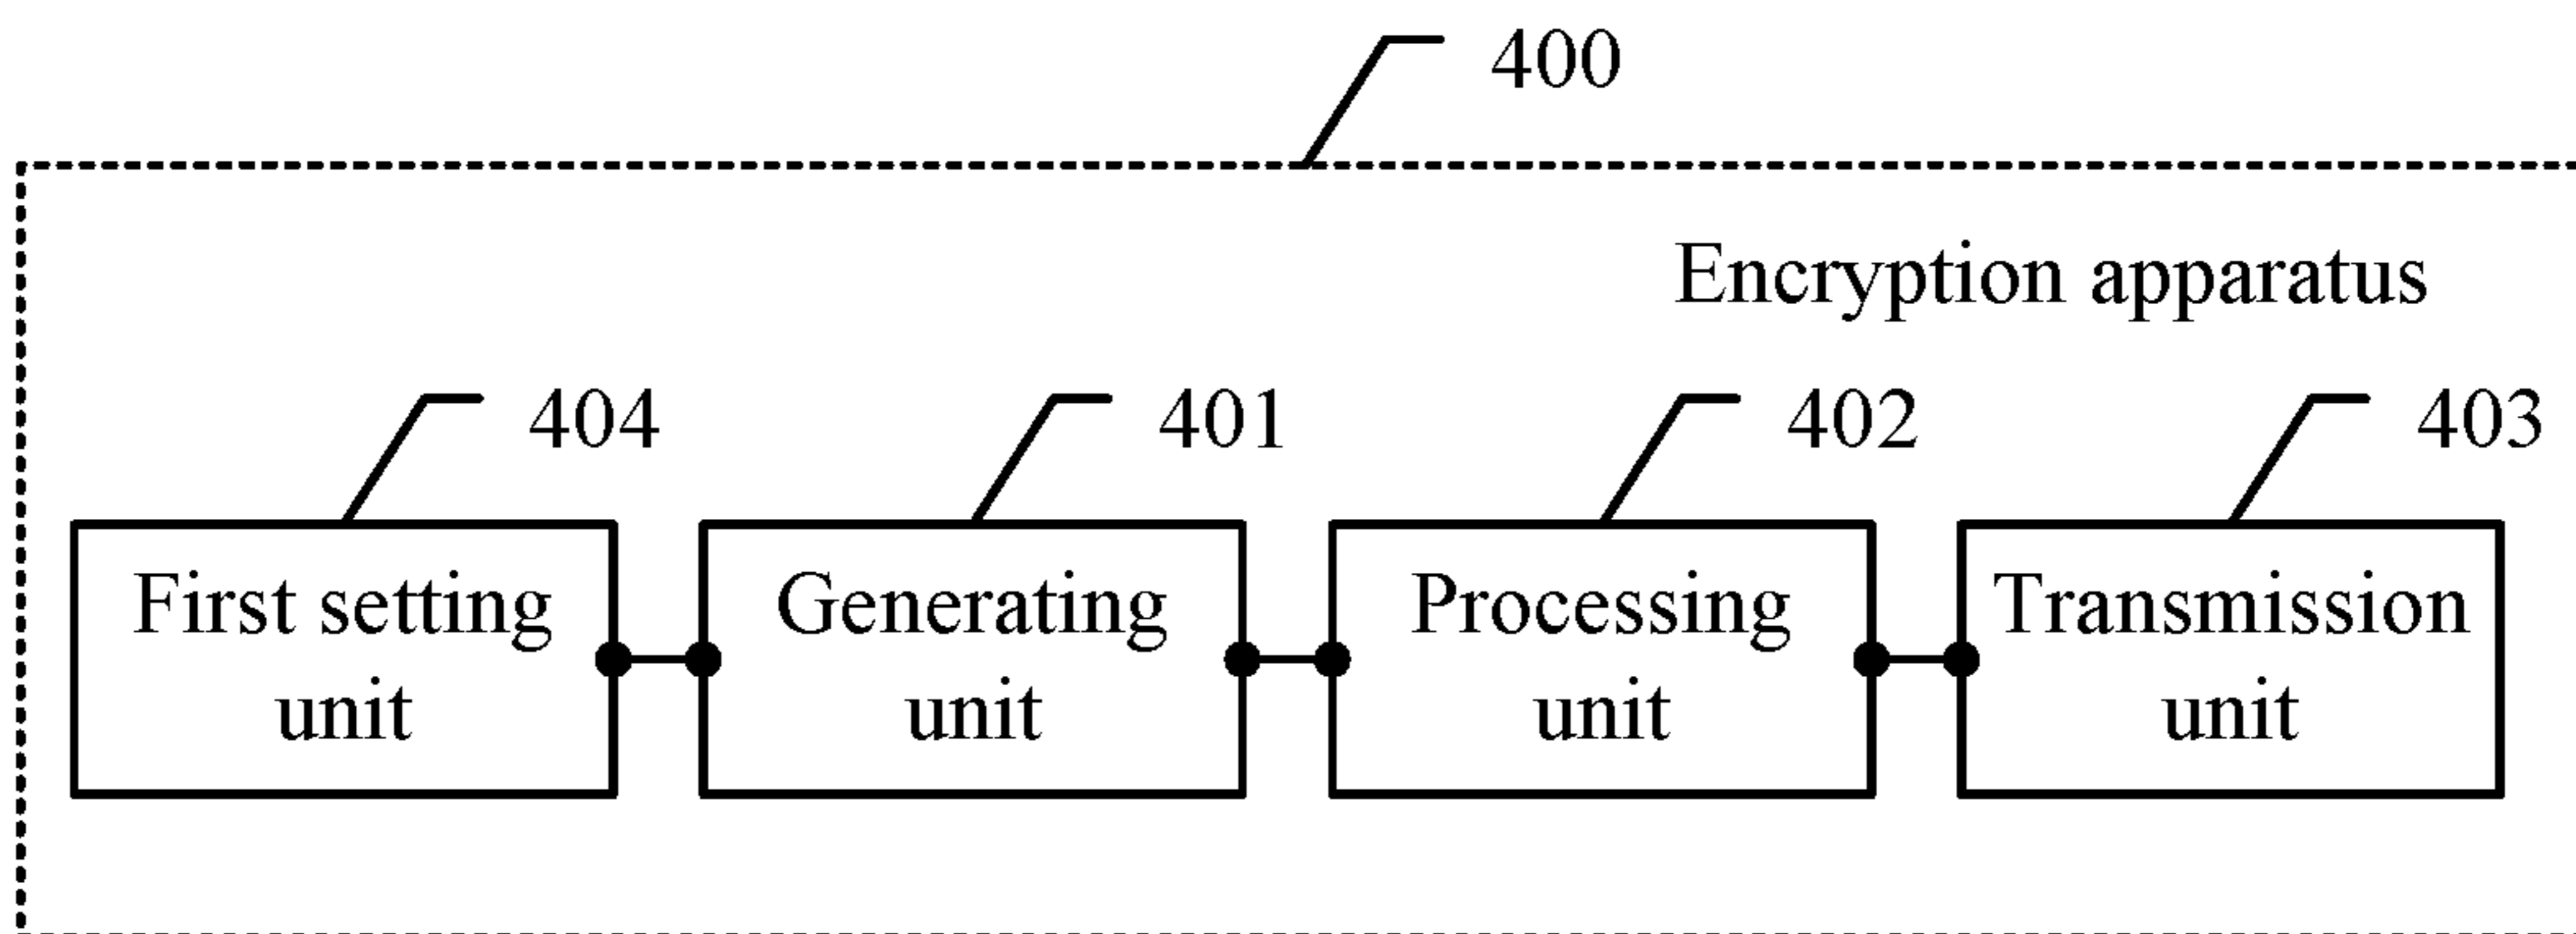 400
Encryption apparatus
404
401
402
403
First setting
unit
Generating
unit
Processing
unit
Transmission
unit